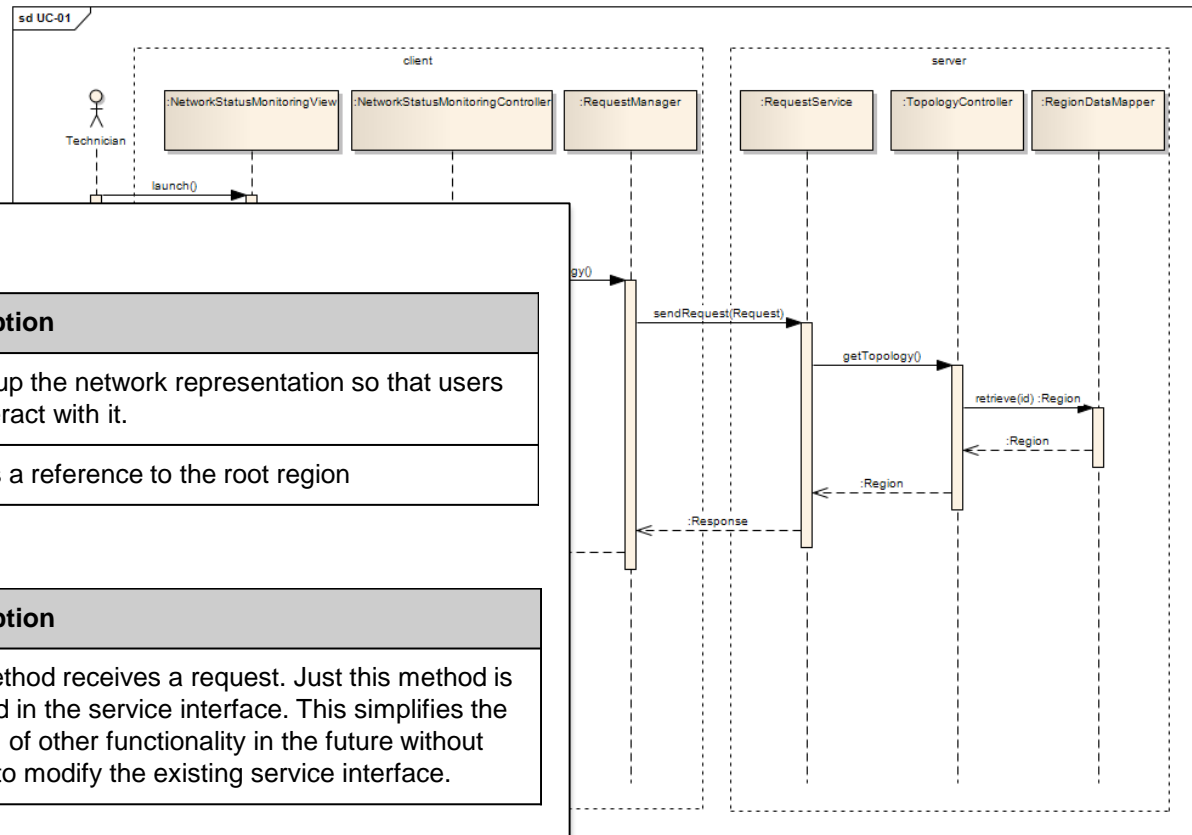 sd UC-01
client
server
:NetworkStatusMonitoringView
:NetworkStatusMonitoringController
:RequestManager
:RequestService
:TopologyController
:RegionDataMapper
Technician
launch()
gy()
sendRequest(Request)
getTopology()
retrieve(id) :Region
:Region
:Region
:Response
ption
up the network representation so that users
ract with it.
s a reference to the root region
ption
ethod receives a request. Just this method is
d in the service interface. This simplifies the
of other functionality in the future without
to modify the existing service interface.